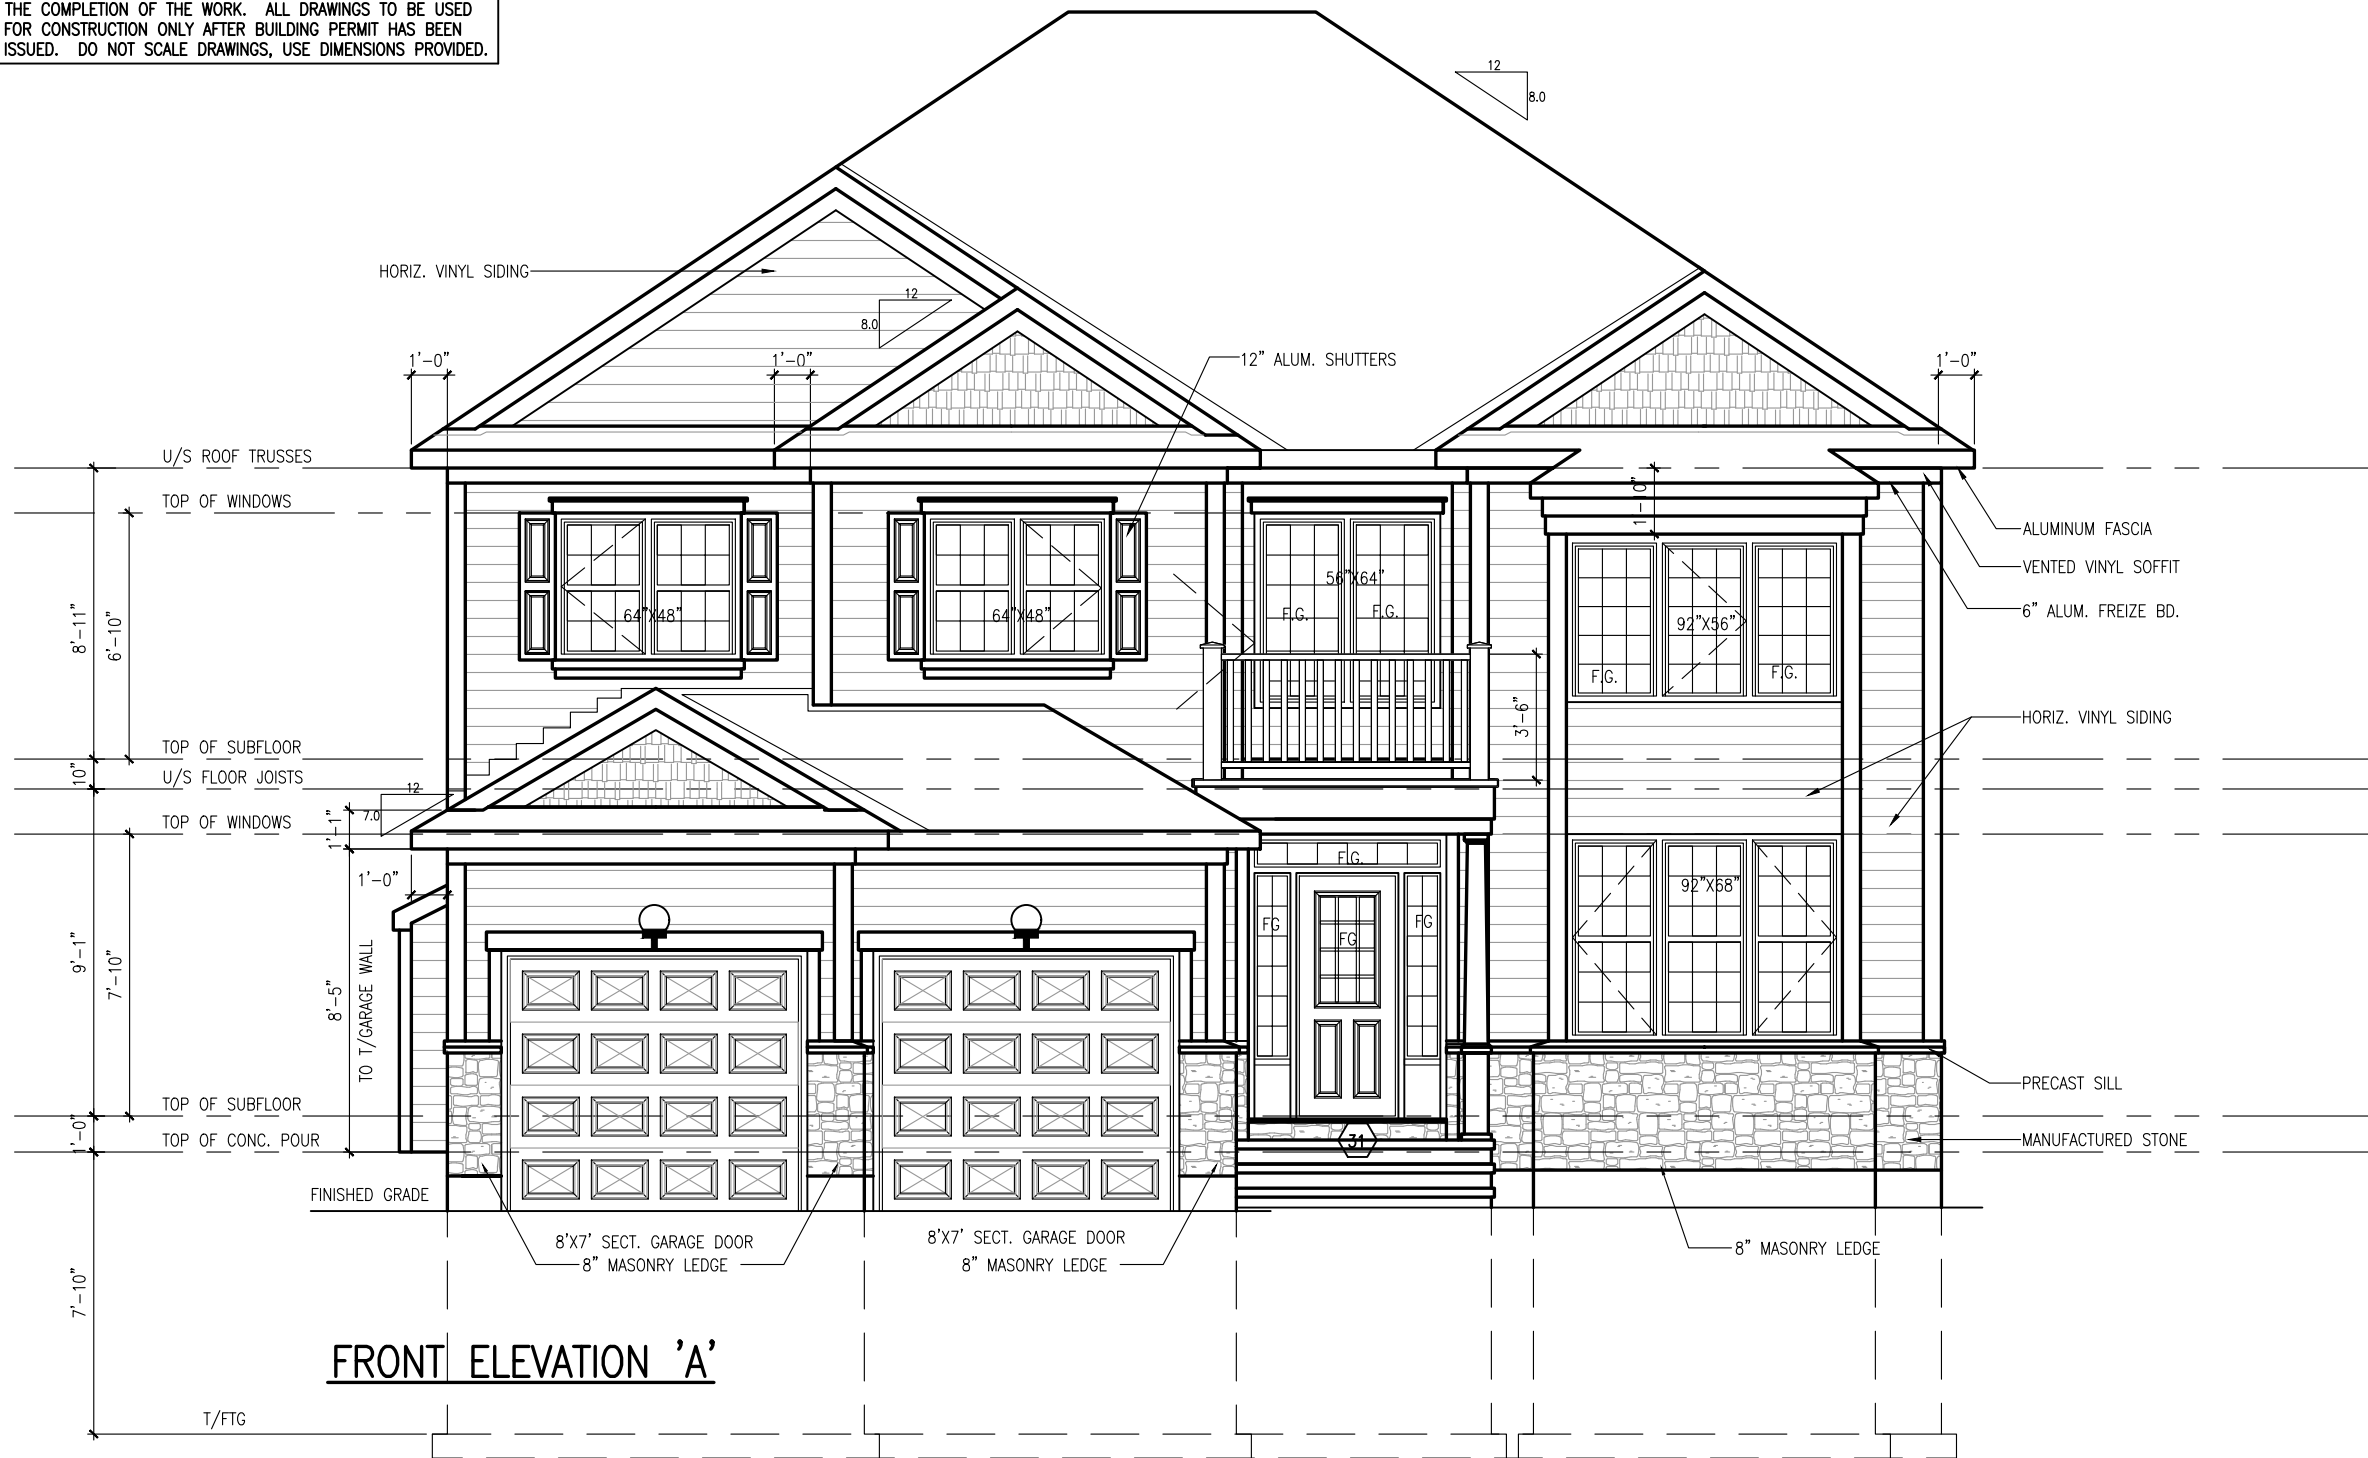 THE COMPLETION OF THE WORK. ALL DRAWINGS TO BE USED
FOR CONSTRUCTION ONLY AFTER BUILDING PERMIT HAS BEEN
ISSUED. DO NOT SCALE DRAWINGS, USE DIMENSIONS PROVIDED.
12
8.0
HORIZ. VINYL SIDING
12
8.0
1'-0"
1'-0"
12" ALUM. SHUTTERS
1'-0"
U/S ROOF TRUSSES
TOP OF WINDOWS
1'-10"
ALUMINUM FASCIA
VENTED VINYL SOFFIT
6" ALUM. FREIZE BD.
8'-11"
6'-10"
64"X48"
64"X48"
56"X64"
F.G.
F.G.
92"X56"
F.G.
F.G.
3'-6"
HORIZ. VINYL SIDING
TOP OF SUBFLOOR
10"
U/S FLOOR JOISTS
12
7.0
TOP OF WINDOWS
1'-1"
1'-0"
F.G.
92"X68"
FG
FG
FG
9'-1"
7'-10"
8'-5"
TO T/GARAGE WALL
PRECAST SILL
TOP OF SUBFLOOR
1'-0"
TOP OF CONC. POUR
31
MANUFACTURED STONE
FINISHED GRADE
8'X7' SECT. GARAGE DOOR
8" MASONRY LEDGE
8'X7' SECT. GARAGE DOOR
8" MASONRY LEDGE
8" MASONRY LEDGE
7'-10"
FRONT ELEVATION 'A'
T/FTG